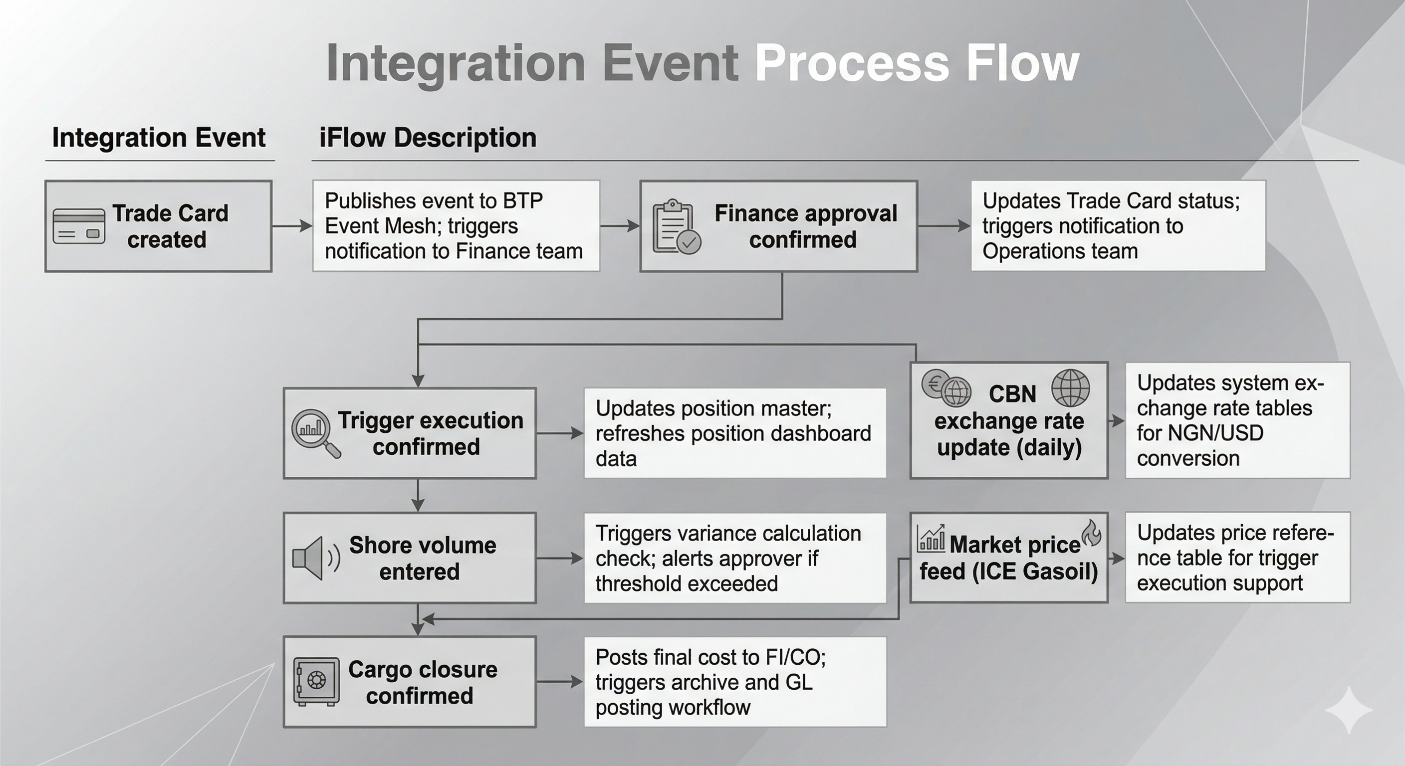 Integration Event Process Flow
Integration Event
iFlow Description
Trade Card
created
Publishes event to BTP
Event Mesh; triggers
notification to Finance team
Finance approval
confirmed
Updates Trade Card status;
triggers notification to
Operations team
Trigger execution
confirmed
Updates position master;
refreshes position dashboard
data
CBN
exchange rate
update (daily)
Updates system ex-
change rate tables
for NGN/USD
conversion
Shore volume
entered
Triggers variance calculation
check; alerts approver if
threshold exceeded
Market price
feed (ICE Gasoil)
Updates price refere-
nce table for trigger
execution support
Cargo closure
confirmed
Posts final cost to FI/CO;
triggers archive and GL
posting workflow